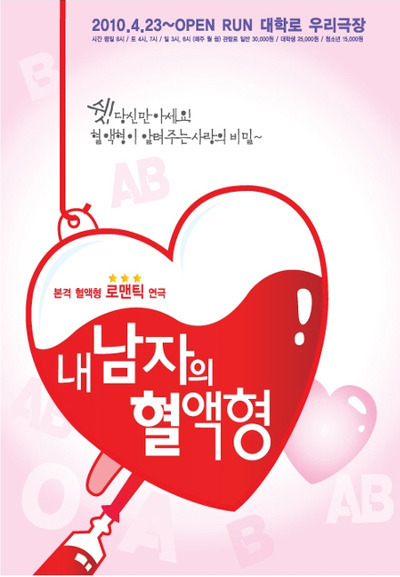 2010.4.23~OPEN RUN 대학로 우리극장
시간 평일 8시 / 토 4시, 7시 / 일 3시, 6시 (매주 월 쉼) 관람료 일반 30,000원 / 대학생 25,000원 / 청소년 15,000원
쉿! 당신만 아세요!
혈액형이 알려주는 사랑의 비밀~
B
AB
본격 혈액형 로맨틱 연극
내 남자의
혈액형
AB
AB
O
A
B
AB